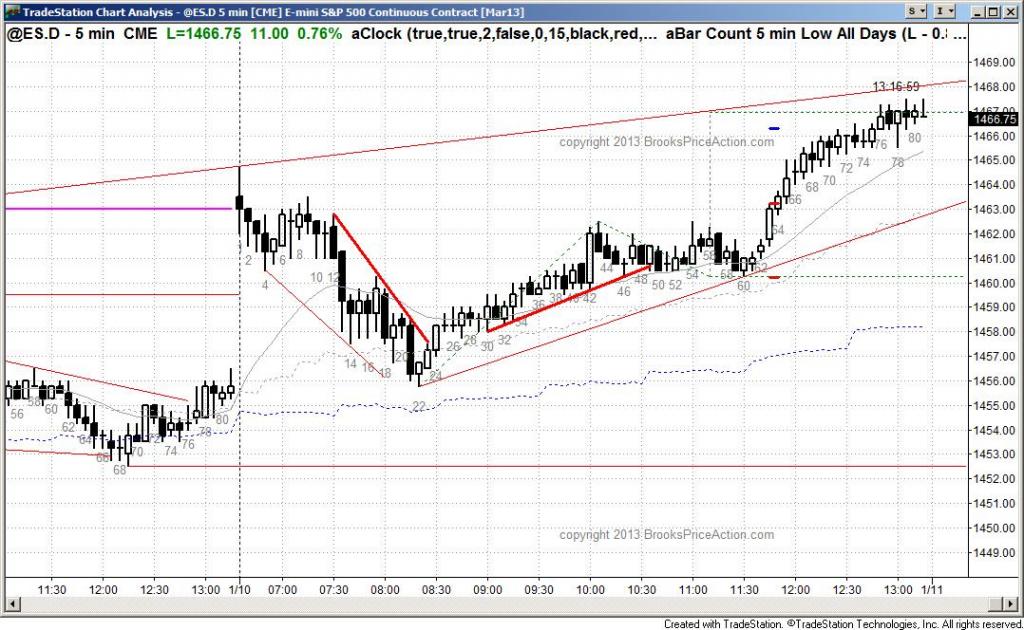 TradeStation Chart Analysis - @ES.D 5 min [CME] E-mini S&P 500 Continuous Contract [Mar13]
S I
@ES.D - 5 min CME L=1466.75 11.00 0.76% aClock (true,true,2,false,0,15,black,red,... aBar Count 5 min Low All Days (L - 0.8 ...
1469.00
13:16:59 1468.00
1467.00
1466.75
1466.00
copyright 2013 BrooksPriceAction.com
1465.00
1464.00
1463.00
1462.00
1461.00
1460.00
1459.00
1458.00
1457.00
1456.00
1455.00
1454.00
1453.00
1452.00
1451.00
1450.00
1449.00
56 58 60 62 64 66 68 70 72 74 76 78 80
2 4 6 8 10 12 14 16 18 20 22 24 26 28 30 32 34 36 38 40 42 44 46 48 50 52 54 56 58 60 62 64 66 68 70 72 74 76 78 80
copyright 2013 BrooksPriceAction.com
11:30 12:00 12:30 13:00 1/10 07:00 07:30 08:00 08:30 09:00 09:30 10:00 10:30 11:00 11:30 12:00 12:30 13:00 1/11
Created with TradeStation. ©TradeStation Technologies, Inc. All rights reserved.